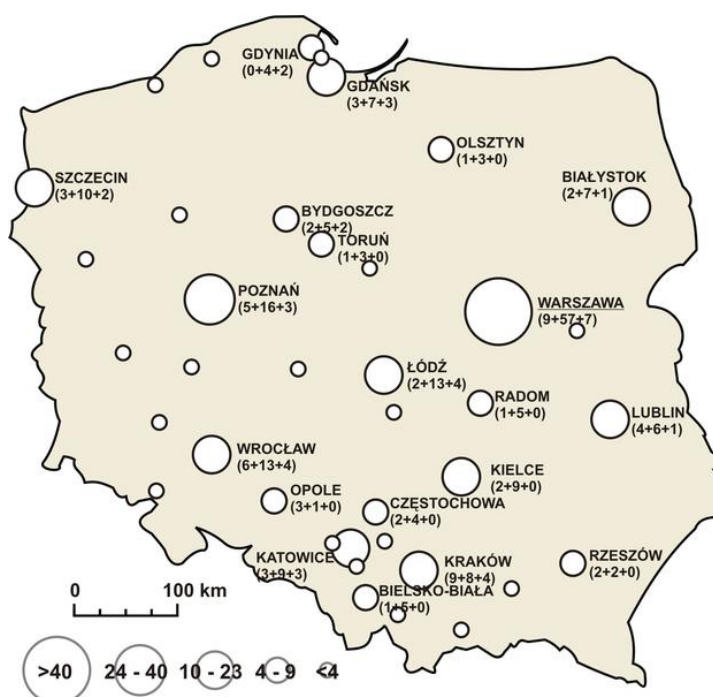 GDYNIA
(0+4+2)
GDAŃSK
(3+7+3)
OLSZTYN
(1+3+0)
SZCZECIN
(3+10+2)
BIAŁYSTOK
(2+7+1)
BYDGOSZCZ
(2+5+2)
TORUŃ
(1+3+0)
POZNAŃ
(5+16+3)
WARSZAWA
(9+57+7)
ŁÓDŹ
(2+13+4)
RADOM
(1+5+0)
LUBLIN
(4+6+1)
WROCŁAW
(6+13+4)
KIELCE
(2+9+0)
OPOLE
(3+1+0)
CZĘSTOCHOWA
(2+4+0)
KATOWICE
(3+9+3)
KRAKÓW
(9+8+4)
RZESZÓW
(2+2+0)
BIELSKO-BIAŁA
(1+5+0)
0 100 km
>40 24 - 40 10 - 23 4 - 9 <4